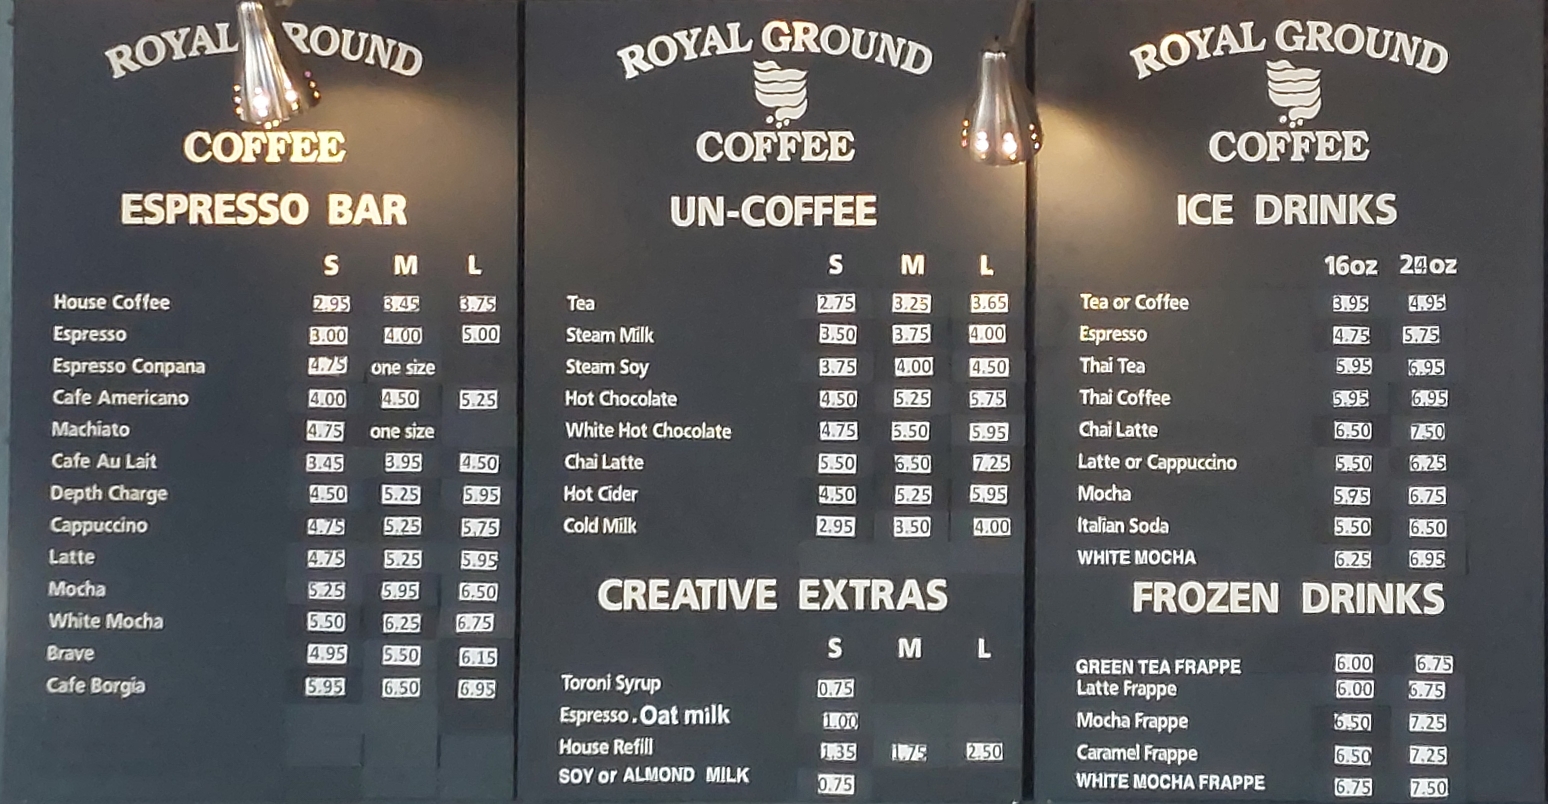 ROYAL ROUND
COFFEE
ESPRESSO BAR
S M L
House Coffee 2.95 3.45 3.75
Espresso 3.00 4.00 5.00
Espresso Conpana 4.75 one size
Cafe Americano 4.00 4.50 5.25
Machiato 4.75 one size
Cafe Au Lait 3.45 3.95 4.50
Depth Charge 4.50 5.25 5.95
Cappuccino 4.75 5.25 5.75
Latte 4.75 5.25 5.95
Mocha 5.25 5.95 6.50
White Mocha 5.50 6.25 6.75
Brave 4.95 5.50 6.15
Cafe Borgia 5.95 6.50 6.95
ROYAL GROUND
COFFEE
UN-COFFEE
S M L
Tea 2.75 3.25 3.65
Steam Milk 3.50 3.75 4.00
Steam Soy 3.75 4.00 4.50
Hot Chocolate 4.50 5.25 5.75
White Hot Chocolate 4.75 5.50 5.95
Chai Latte 5.50 6.50 7.25
Hot Cider 4.50 5.25 5.95
Cold Milk 2.95 3.50 4.00
CREATIVE EXTRAS
S M L
Toroni Syrup 0.75
Espresso . Oat milk 1.00
House Refill 1.35 1.75 2.50
SOY or ALMOND MILK 0.75
ROYAL GROUND
COFFEE
ICE DRINKS
16oz 24oz
Tea or Coffee 3.95 4.95
Espresso 4.75 5.75
Thai Tea 5.95 6.95
Thai Coffee 5.95 6.95
Chai Latte 6.50 7.50
Latte or Cappuccino 5.50 6.25
Mocha 5.95 6.75
Italian Soda 5.50 6.50
WHITE MOCHA 6.25 6.95
FROZEN DRINKS
GREEN TEA FRAPPE 6.00 6.75
Latte Frappe 6.00 6.75
Mocha Frappe 6.50 7.25
Caramel Frappe 6.50 7.25
WHITE MOCHA FRAPPE 6.75 7.50